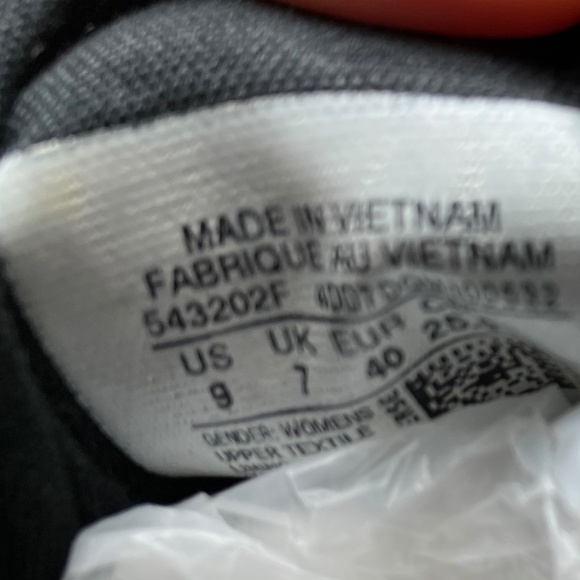 MADE IN VIETNAM
FABRIQUE AU VIETNAM
543202F
US UK EUR
9 7 40
GENDER: WOMENS
UPPER TEXTILE